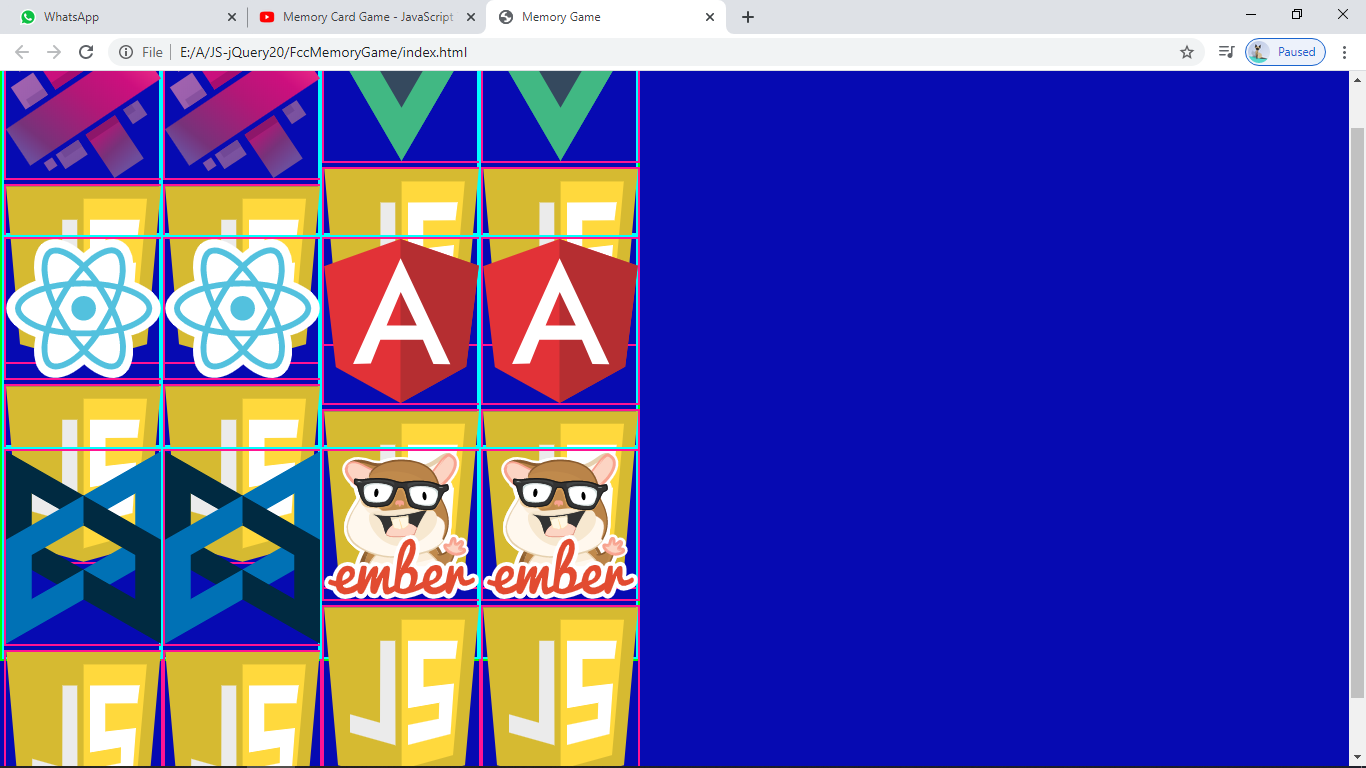 WhatsApp
Memory Card Game - JavaScript
Memory Game
File
E:/A/JS-jQuery20/FccMemoryGame/index.html
Paused
JS JS JS JS
A A
JS JS JS JS
ember ember
JS JS JS JS